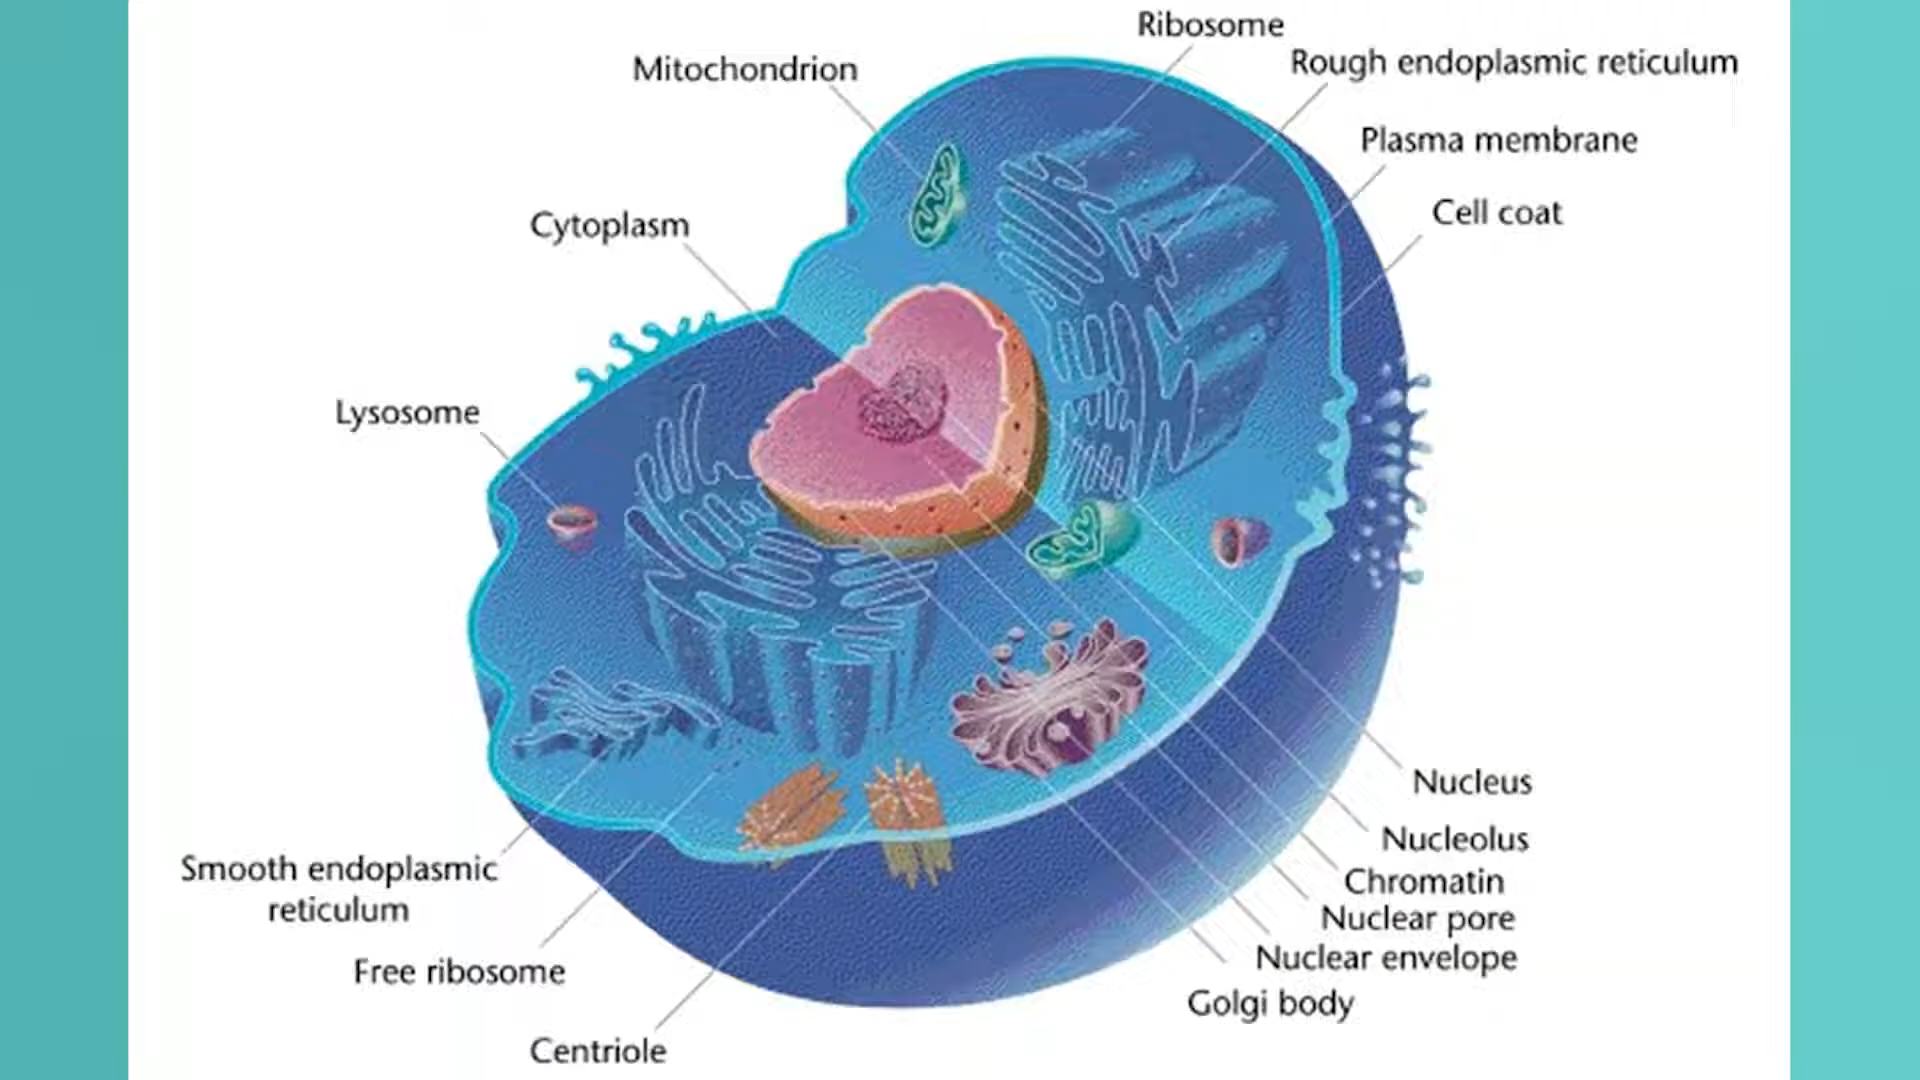 Ribosome
Mitochondrion
Rough endoplasmic reticulum
Plasma membrane
Cell coat
Cytoplasm
Lysosome
Nucleus
Nucleolus
Smooth endoplasmic
reticulum
Chromatin
Nuclear pore
Free ribosome
Nuclear envelope
Golgi body
Centriole